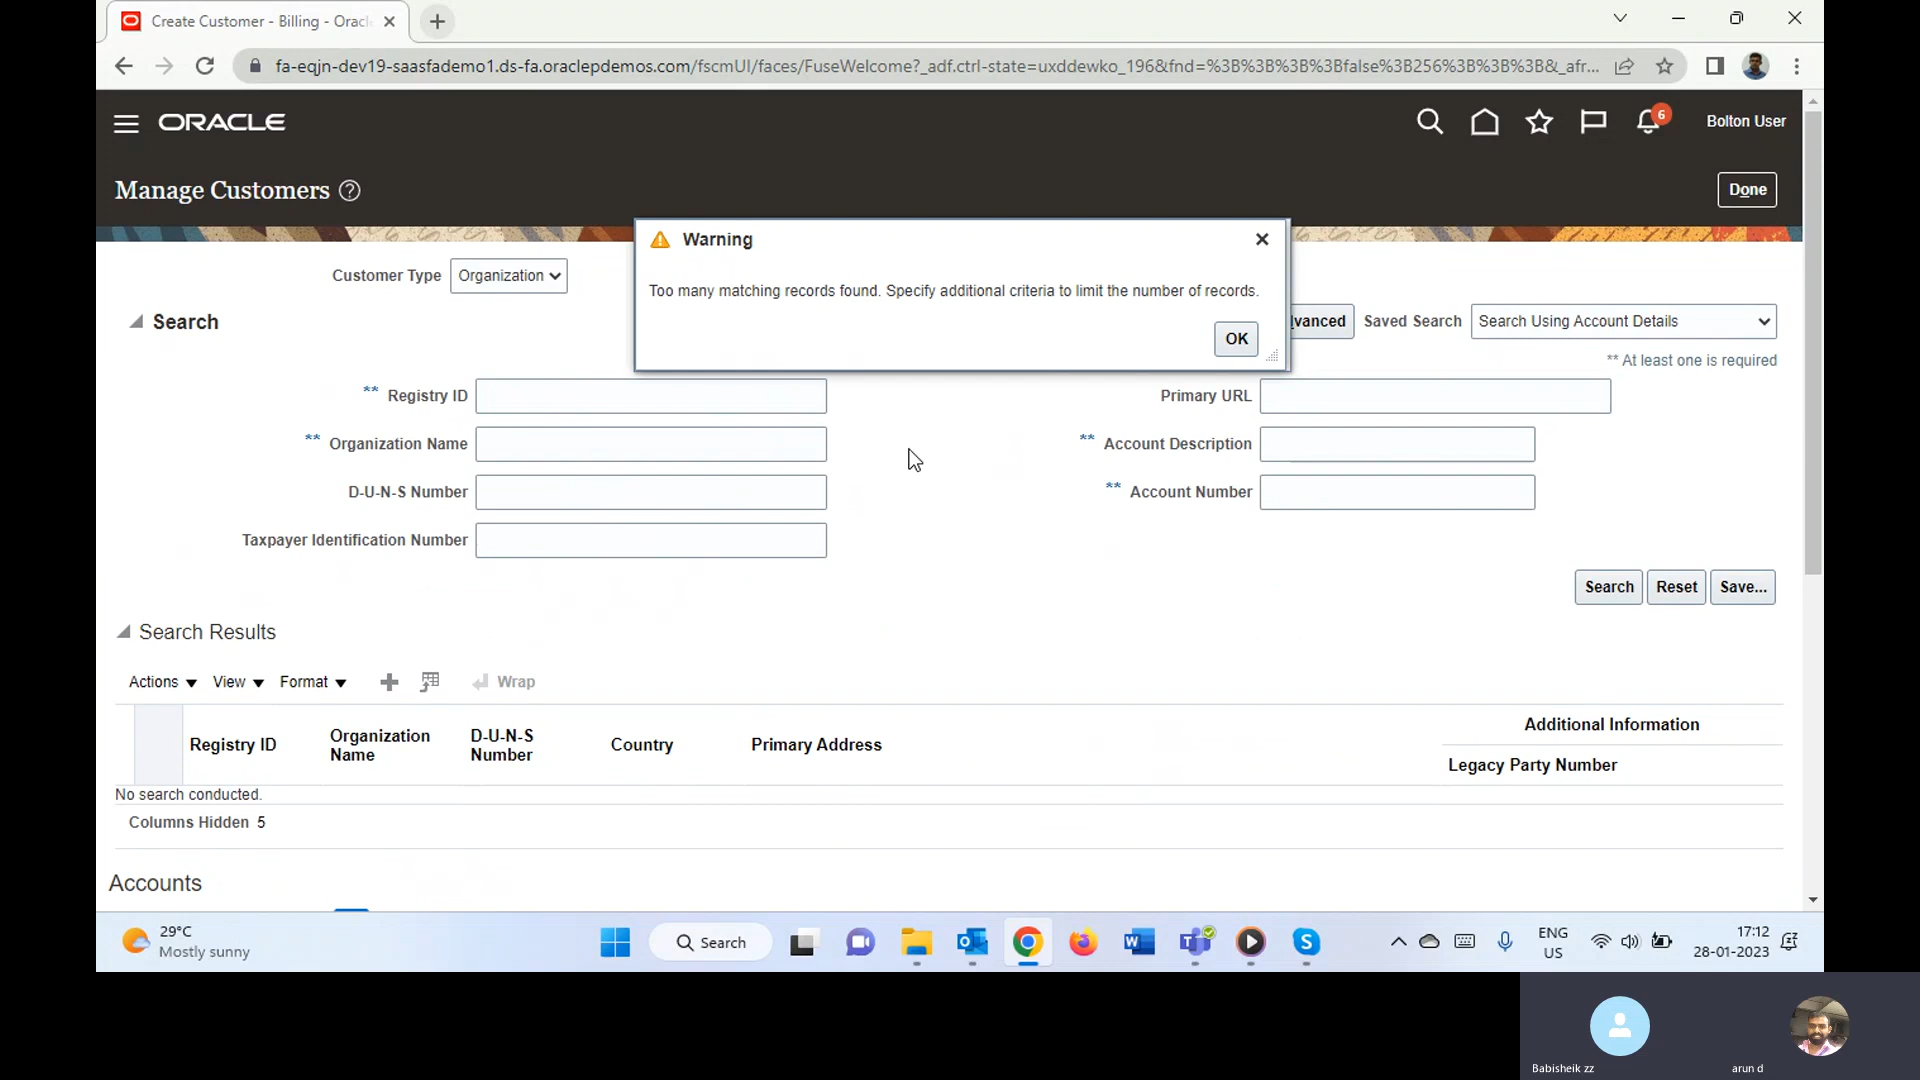 Create Customer - Billing - Orac
fa-eqjn-dev19-saasfademo1.ds-fa.oraclepdemos.com/fscmUI/faces/FuseWelcome?_adf.ctrl-state=uxddewko_196&fnd=%3B%3B%3B%3Bfalse%3B256%3B%3B%3B&_afr...
ORACLE
6
Bolton User
Manage Customers ?
Done
Warning
Too many matching records found. Specify additional criteria to limit the number of records.
OK
Customer Type Organization
Search
vanced Saved Search Search Using Account Details
** At least one is required
** Registry ID
Primary URL
** Organization Name
** Account Description
D-U-N-S Number
** Account Number
Taxpayer Identification Number
Search Reset Save...
Search Results
Actions View Format Wrap
Additional Information
Registry ID
Organization Name
D-U-N-S Number
Country
Primary Address
Legacy Party Number
No search conducted.
Columns Hidden 5
Accounts
29°C
Mostly sunny
Search
ENG
US
17:12
28-01-2023
Babisheik zz
arun d